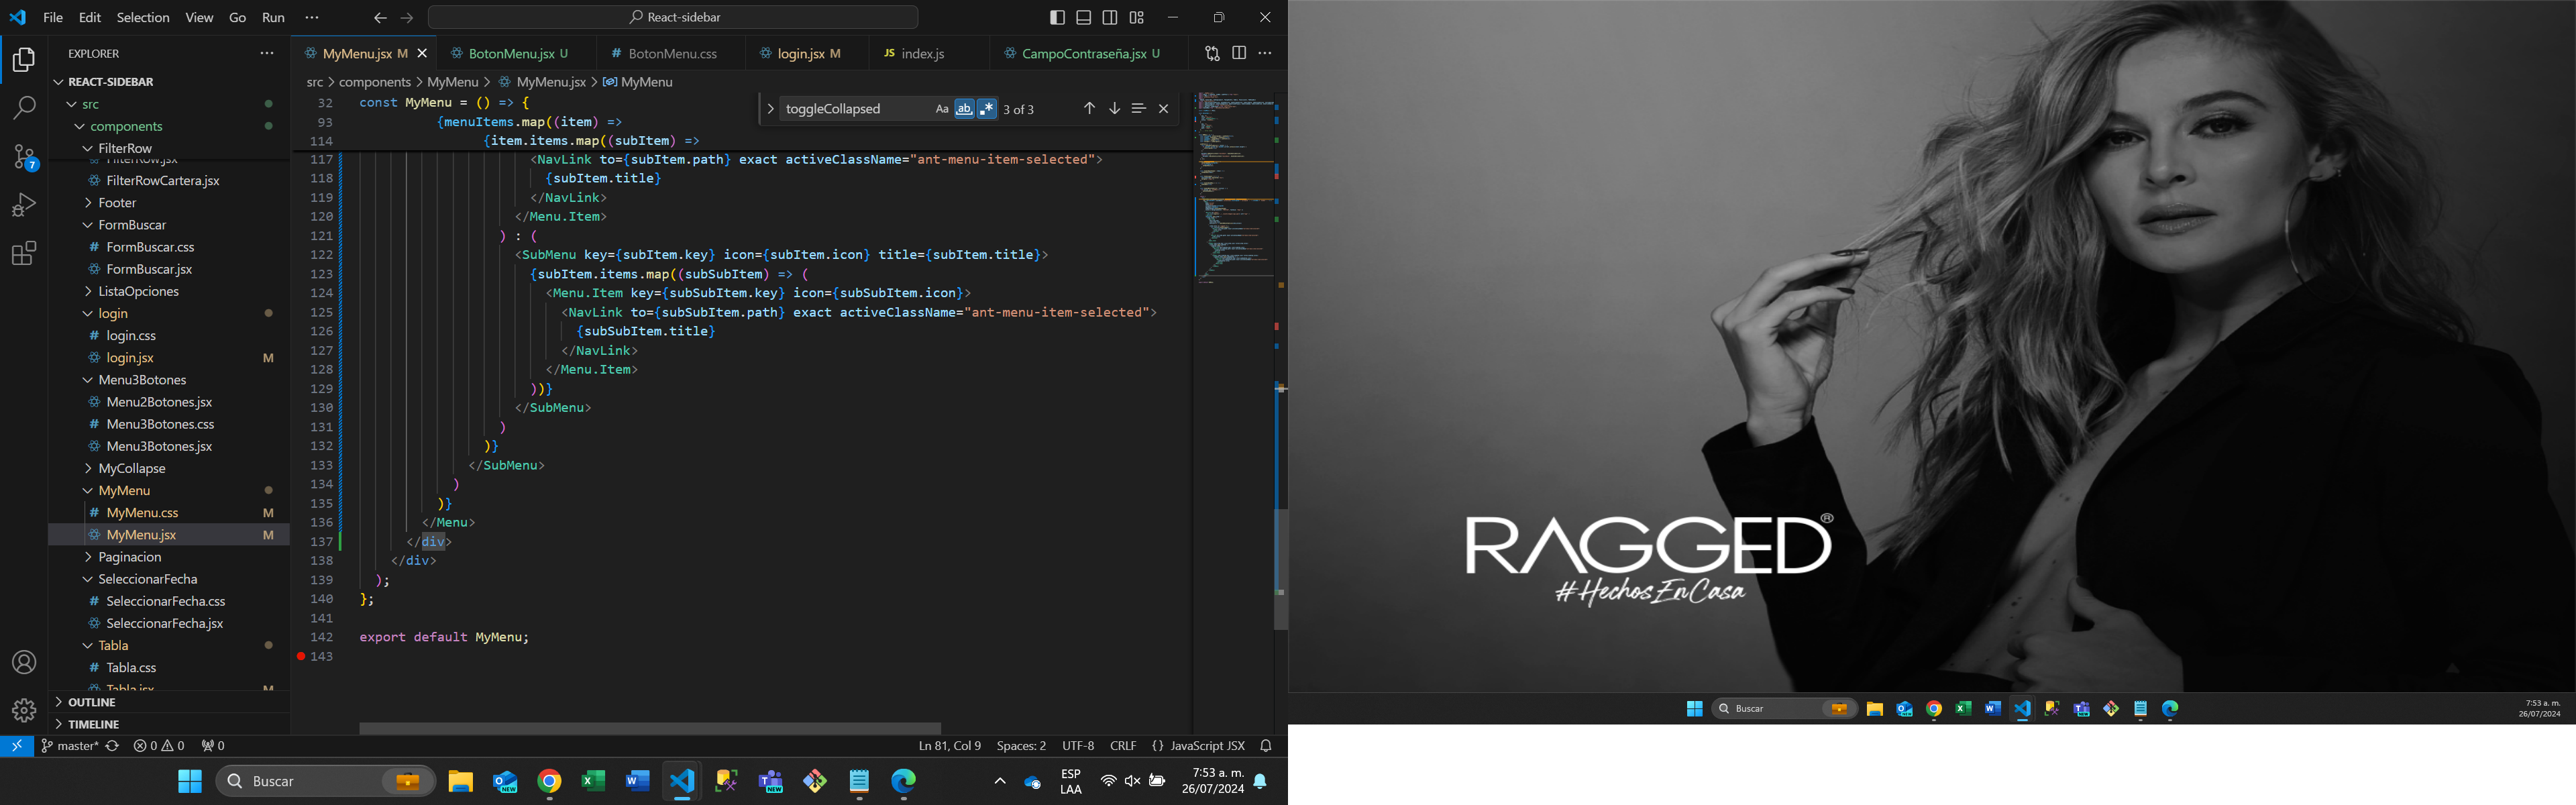 File Edit Selection View Go Run ···
React-sidebar
EXPLORER
REACT-SIDEBAR
src
components
FilterRow
FilterRow.jsx
FilterRowCartera.jsx
Footer
FormBuscar
# FormBuscar.css
FormBuscar.jsx
ListaOpciones
login
# login.css
login.jsx M
Menu3Botones
Menu2Botones.jsx
# Menu3Botones.css
Menu3Botones.jsx
MyCollapse
MyMenu
# MyMenu.css M
MyMenu.jsx M
Paginacion
SeleccionarFecha
# SeleccionarFecha.css
SeleccionarFecha.jsx
Tabla
# Tabla.css
Tabla.jsx M
OUTLINE
TIMELINE
7
MyMenu.jsx M
BotonMenu.jsx U
# BotonMenu.css
login.jsx M
JS index.js
CampoContraseña.jsx U
src > components > MyMenu > MyMenu.jsx > MyMenu
toggleCollapsed Aa ab .* 3 of 3
32 const MyMenu = () => {
93 {menuItems.map((item) =>
114 {item.items.map((subItem) =>
117 <NavLink to={subItem.path} exact activeClassName="ant-menu-item-selected">
118 {subItem.title}
119 </NavLink>
120 </Menu.Item>
121 ) : (
122 <SubMenu key={subItem.key} icon={subItem.icon} title={subItem.title}>
123 {subItem.items.map((subSubItem) => (
124 <Menu.Item key={subSubItem.key} icon={subSubItem.icon}>
125 <NavLink to={subSubItem.path} exact activeClassName="ant-menu-item-selected">
126 {subSubItem.title}
127 </NavLink>
128 </Menu.Item>
129 ))}
130 </SubMenu>
131 )
132 )}
133 </SubMenu>
134 )
135 )}
136 </Menu>
137 </div>
138 </div>
139 );
140 };
141
142 export default MyMenu;
143
master* 0 0 0
Ln 81, Col 9 Spaces: 2 UTF-8 CRLF {} JavaScript JSX
Buscar
ESP
LAA
7:53 a. m.
26/07/2024
RAGGED®
#HechosEnCasa
Buscar
7:53 a. m.
26/07/2024